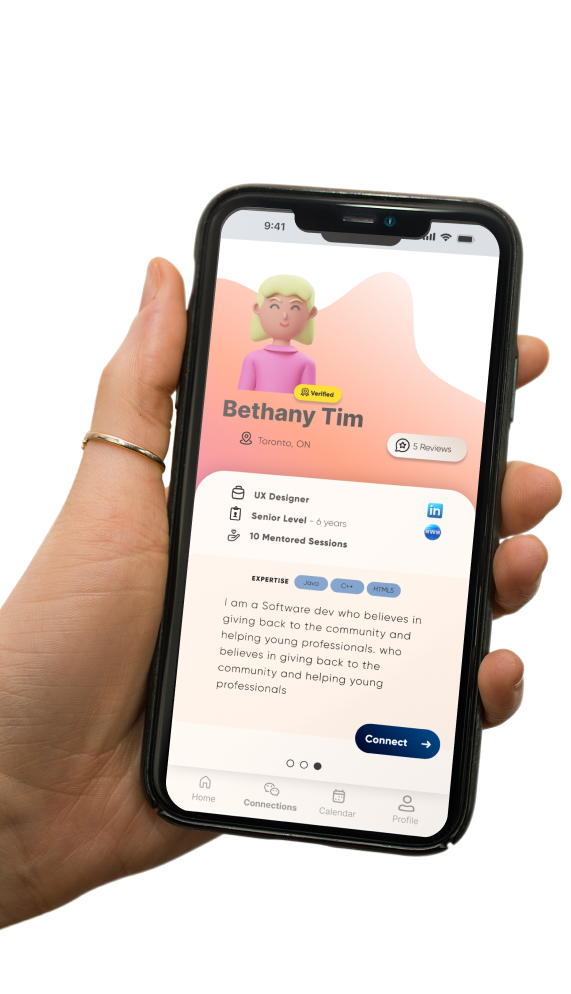 9:41
Verified
Bethany Tim
Toronto, ON
5 Reviews
UX Designer
Senior Level - 6 years
10 Mentored Sessions
in
www
EXPERTISE Java C++ HTML5
I am a Software dev who believes in
giving back to the community and
helping young professionals. who
believes in giving back to the
community and helping young
professionals
Connect
Home
Connections
Calendar
Profile